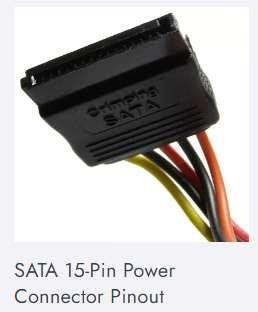 Crimping
SATA
SATA 15-Pin Power
Connector Pinout